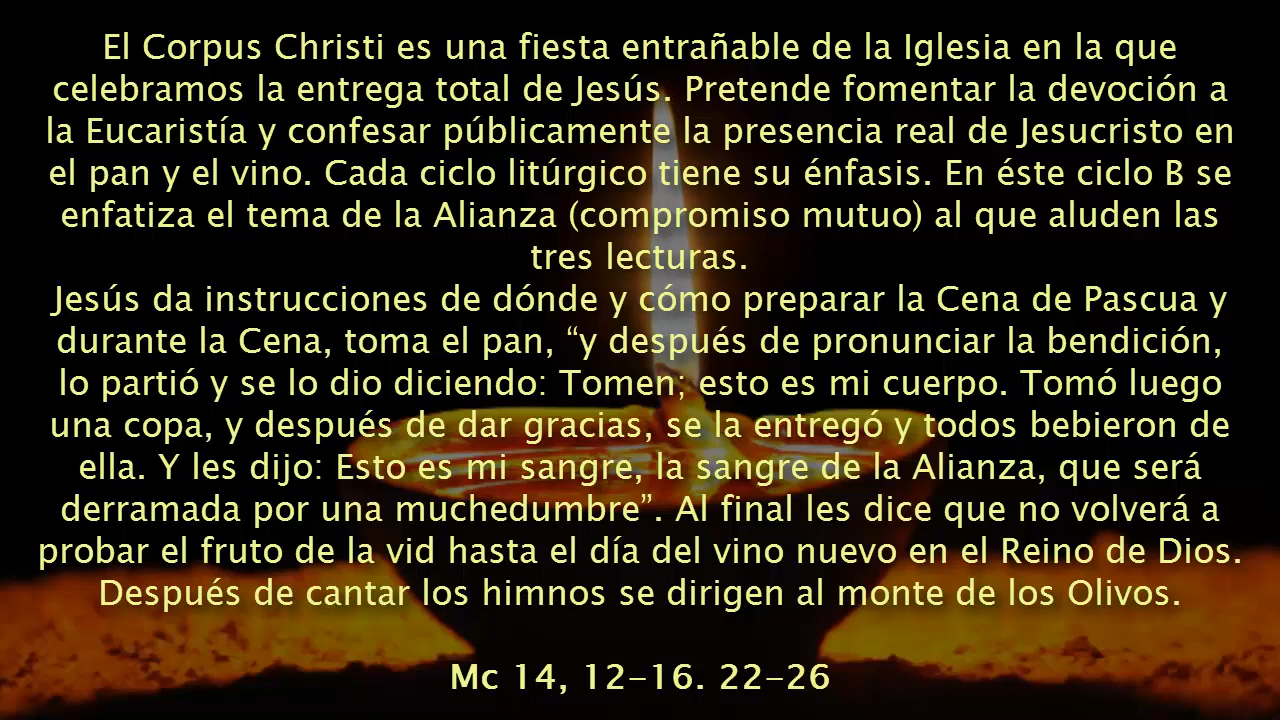 El Corpus Christi es una fiesta entrañable de la Iglesia en la que
celebramos la entrega total de Jesús. Pretende fomentar la devoción a
la Eucaristía y confesar públicamente la presencia real de Jesucristo en
el pan y el vino. Cada ciclo litúrgico tiene su énfasis. En éste ciclo B se
enfatiza el tema de la Alianza (compromiso mutuo) al que aluden las
tres lecturas.
Jesús da instrucciones de dónde y cómo preparar la Cena de Pascua y
durante la Cena, toma el pan, “y después de pronunciar la bendición,
lo partió y se lo dio diciendo: Tomen; esto es mi cuerpo. Tomó luego
una copa, y después de dar gracias, se la entregó y todos bebieron de
ella. Y les dijo: Esto es mi sangre, la sangre de la Alianza, que será
derramada por una muchedumbre”. Al final les dice que no volverá a
probar el fruto de la vid hasta el día del vino nuevo en el Reino de Dios.
Después de cantar los himnos se dirigen al monte de los Olivos.
Mc 14, 12-16. 22-26